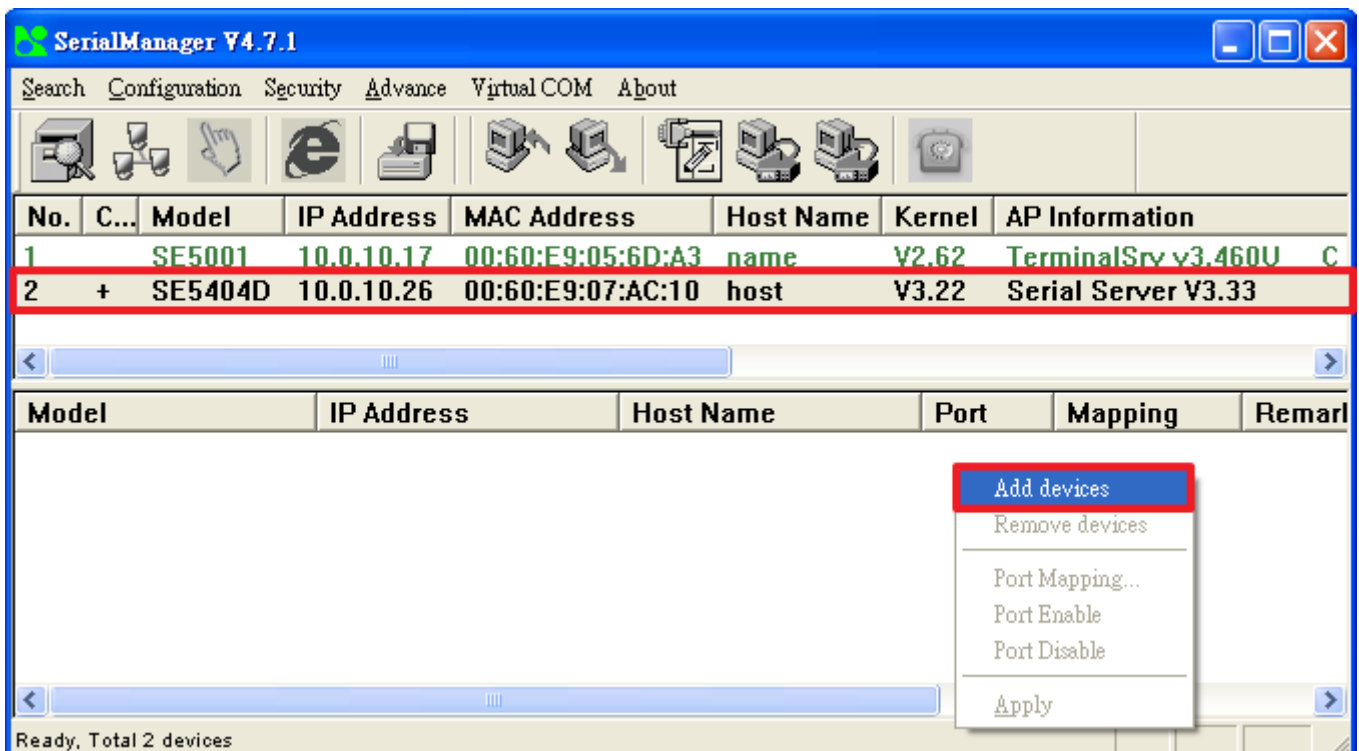 SerialManager V4.7.1
Search Configuration Security Advance Virtual COM About
No. C... Model IP Address MAC Address Host Name Kernel AP Information
1 SE5001 10.0.10.17 00:60:E9:05:6D:A3 name V2.62 TerminalSrv v3.460U C
2 + SE5404D 10.0.10.26 00:60:E9:07:AC:10 host V3.22 Serial Server V3.33
Model IP Address Host Name Port Mapping Remark
Add devices
Remove devices
Port Mapping...
Port Enable
Port Disable
Apply
Ready, Total 2 devices